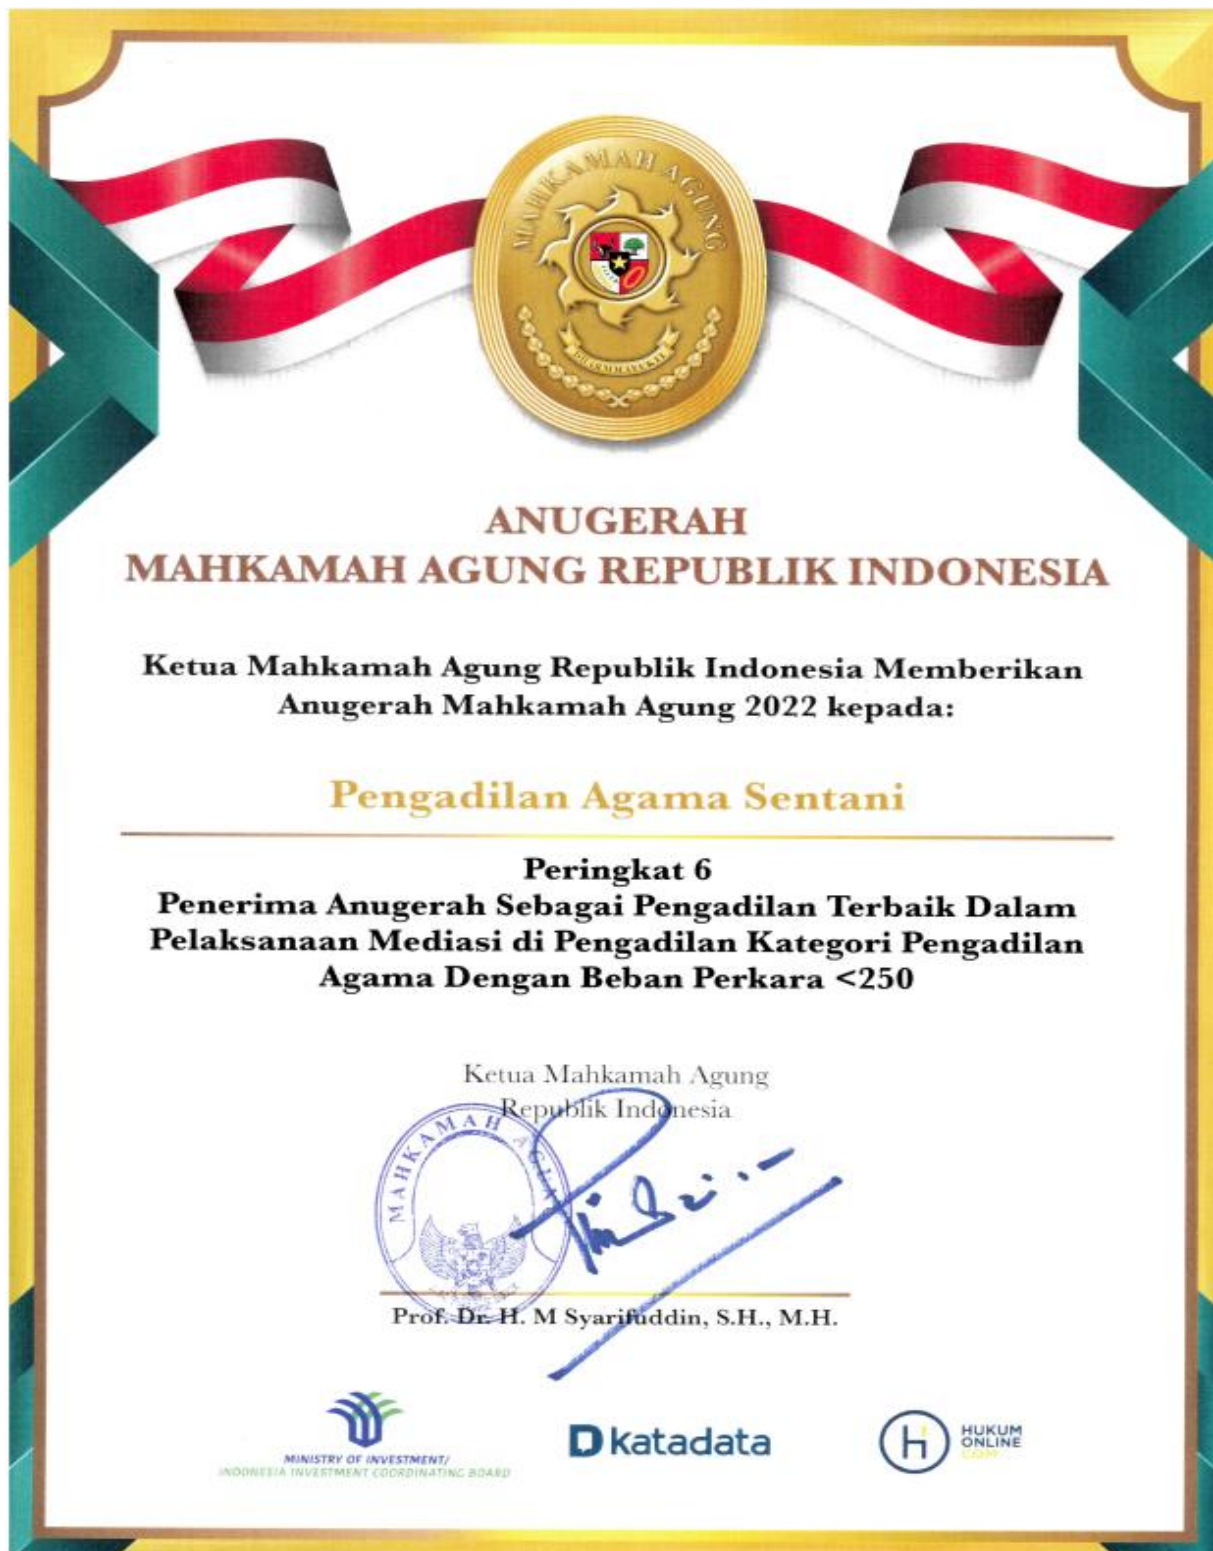 MAHKAMAH AGUNG
ANUGERAH
MAHKAMAH AGUNG REPUBLIK INDONESIA
Ketua Mahkamah Agung Republik Indonesia Memberikan
Anugerah Mahkamah Agung 2022 kepada:
Pengadilan Agama Sentani
Peringkat 6
Penerima Anugerah Sebagai Pengadilan Terbaik Dalam
Pelaksanaan Mediasi di Pengadilan Kategori Pengadilan
Agama Dengan Beban Perkara <250
Ketua Mahkamah Agung
Republik Indonesia
MAHKAMAH AGUNG
Prof. Dr. H. M Syarifuddin, S.H., M.H.
MINISTRY OF INVESTMENT/
INDONESIA INVESTMENT COORDINATING BOARD
katadata
HUKUM
ONLINE
COM